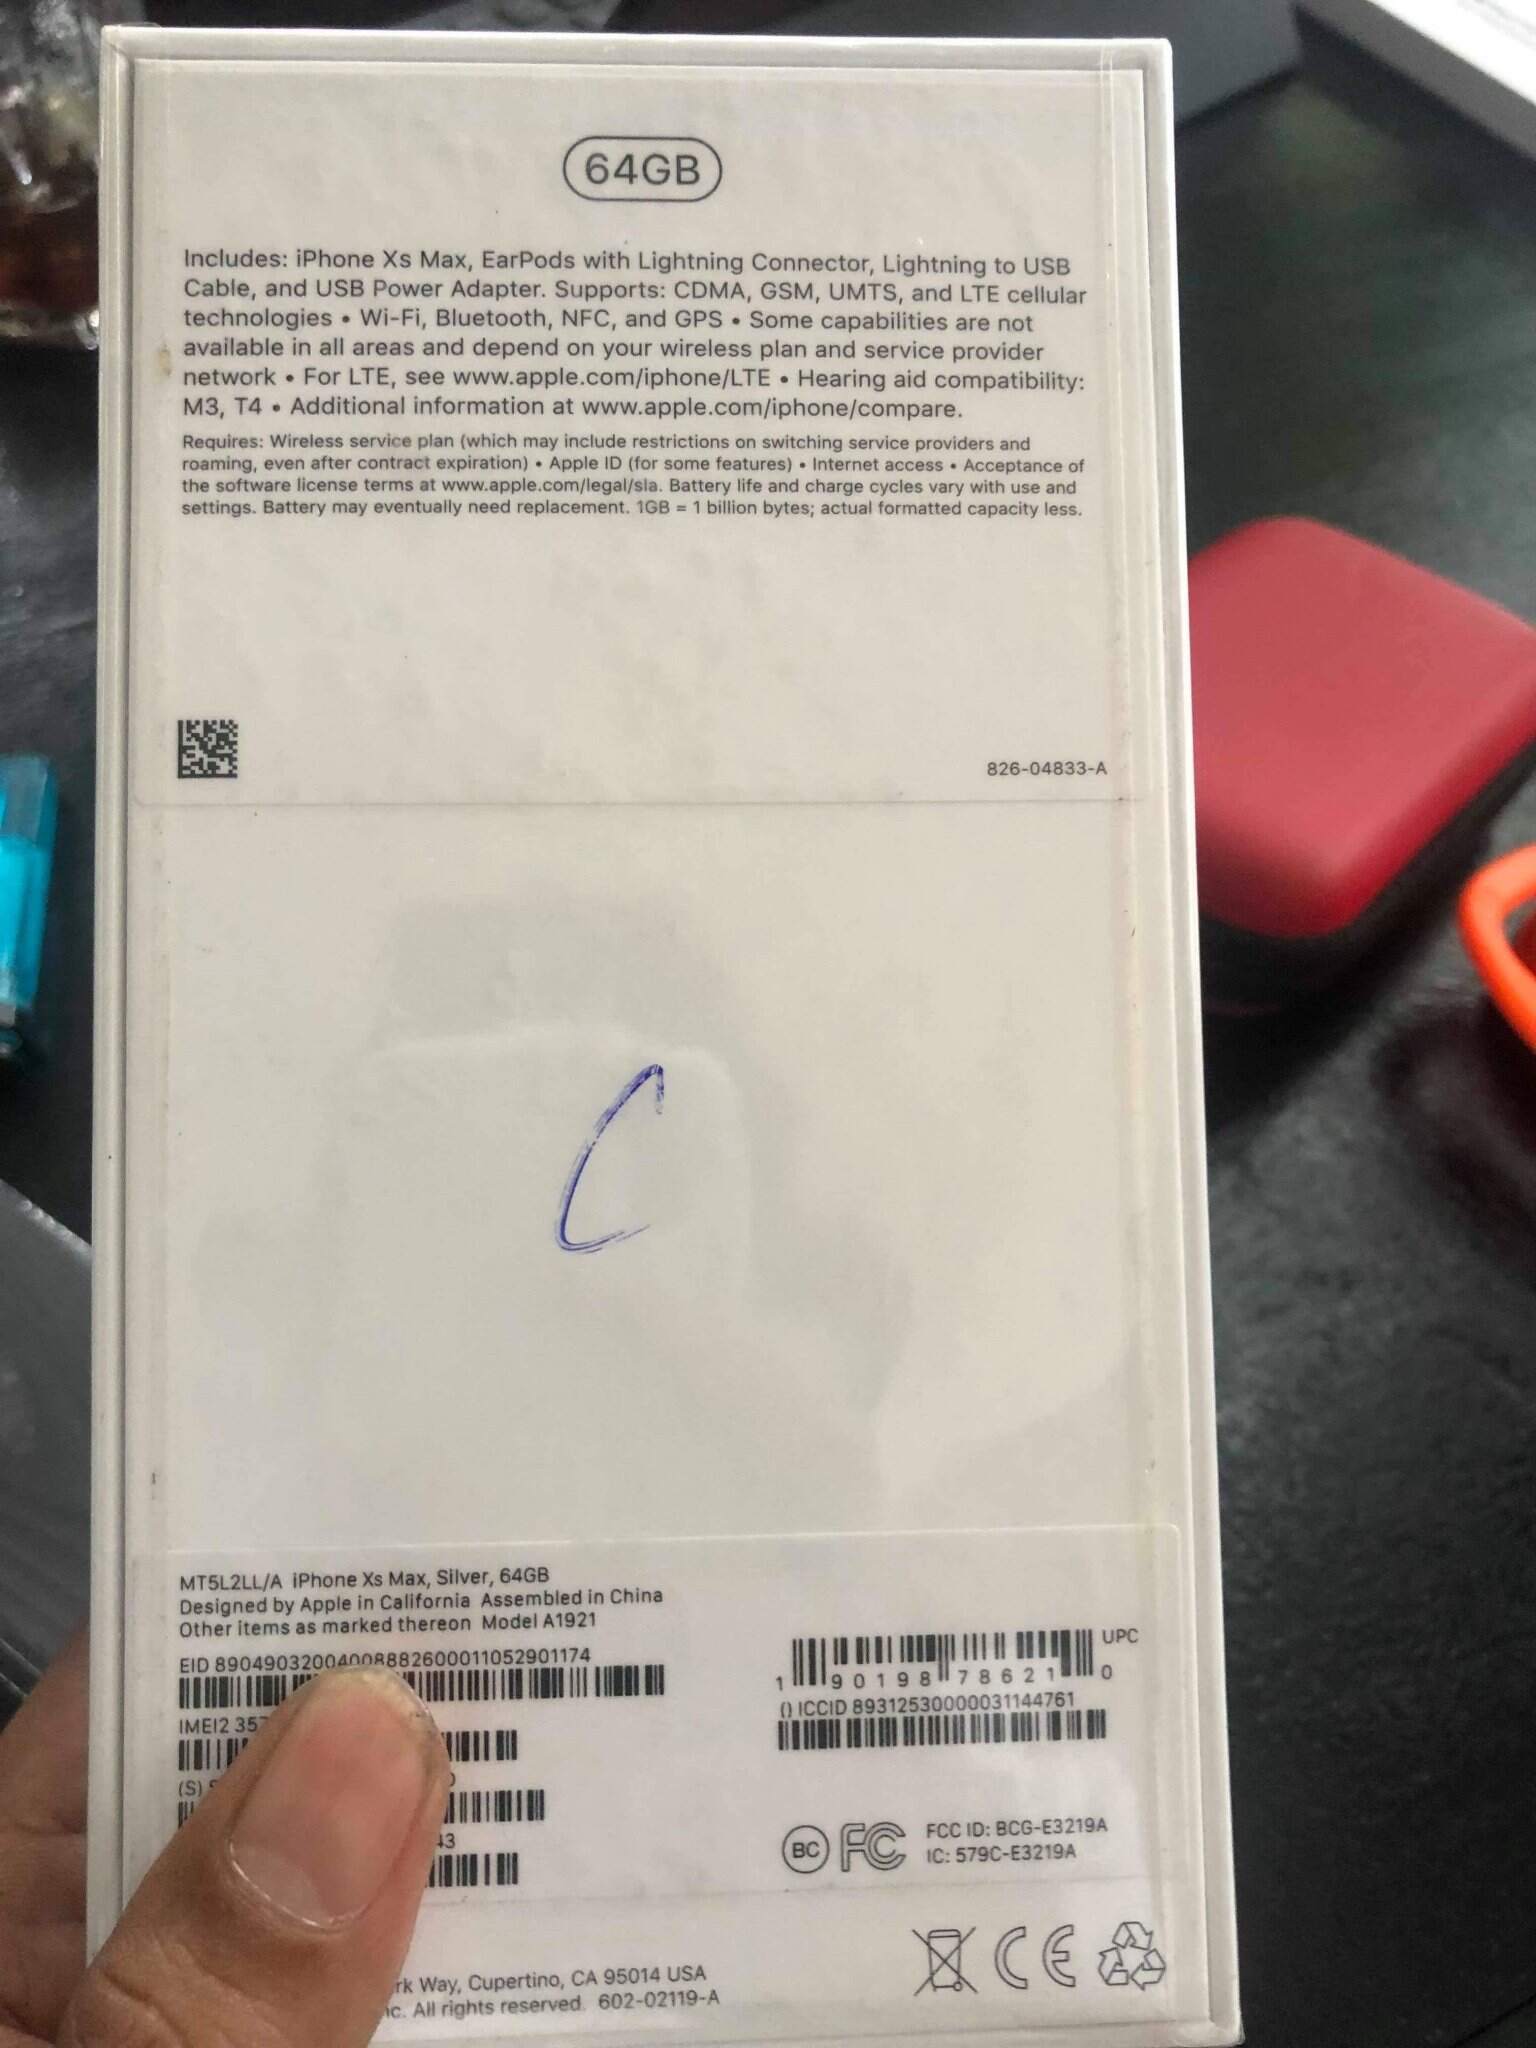 64GB
Includes: iPhone Xs Max, EarPods with Lightning Connector, Lightning to USB
Cable, and USB Power Adapter. Supports: CDMA, GSM, UMTS, and LTE cellular
technologies • Wi-Fi, Bluetooth, NFC, and GPS • Some capabilities are not
available in all areas and depend on your wireless plan and service provider
network • For LTE, see www.apple.com/iphone/LTE • Hearing aid compatibility:
M3, T4 • Additional information at www.apple.com/iphone/compare.
Requires: Wireless service plan (which may include restrictions on switching service providers and
roaming, even after contract expiration) • Apple ID (for some features) • Internet access • Acceptance of
the software license terms at www.apple.com/legal/sla. Battery life and charge cycles vary with use and
settings. Battery may eventually need replacement. 1GB = 1 billion bytes; actual formatted capacity less.
826-04833-A
C
MT5L2LL/A iPhone Xs Max, Silver, 64GB
Designed by Apple in California Assembled in China
Other items as marked thereon Model A1921
EID 89049032004008882600011052901174
IMEI2 357
(S)
43
UPC
1 90198 78621 0
() ICCID 89312530000031144761
BC FC FCC ID: BCG-E3219A
IC: 579C-E3219A
CE
rk Way, Cupertino, CA 95014 USA
nc. All rights reserved. 602-02119-A